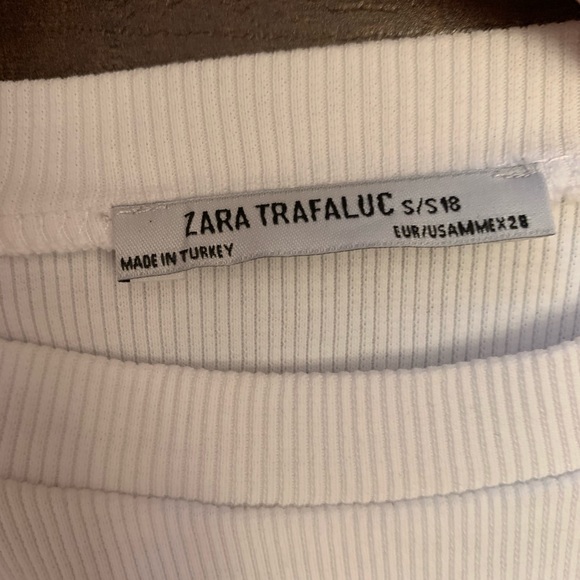 ZARA TRAFALUC S/S18
MADE IN TURKEY EUR/USAMMEX28